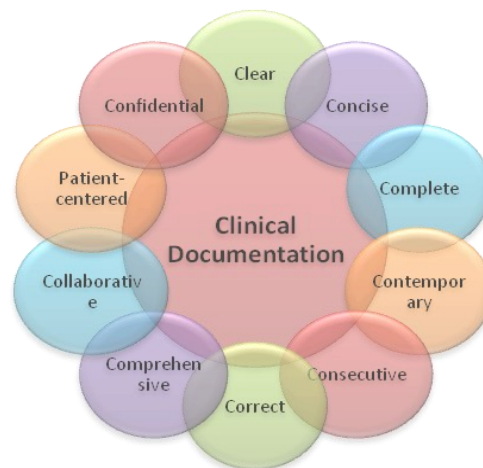 Clear
Concise
Complete
Contempor
ary
Consecutive
Correct
Comprehen
sive
Collaborativ
e
Patient-
centered
Confidential
Clinical
Documentation